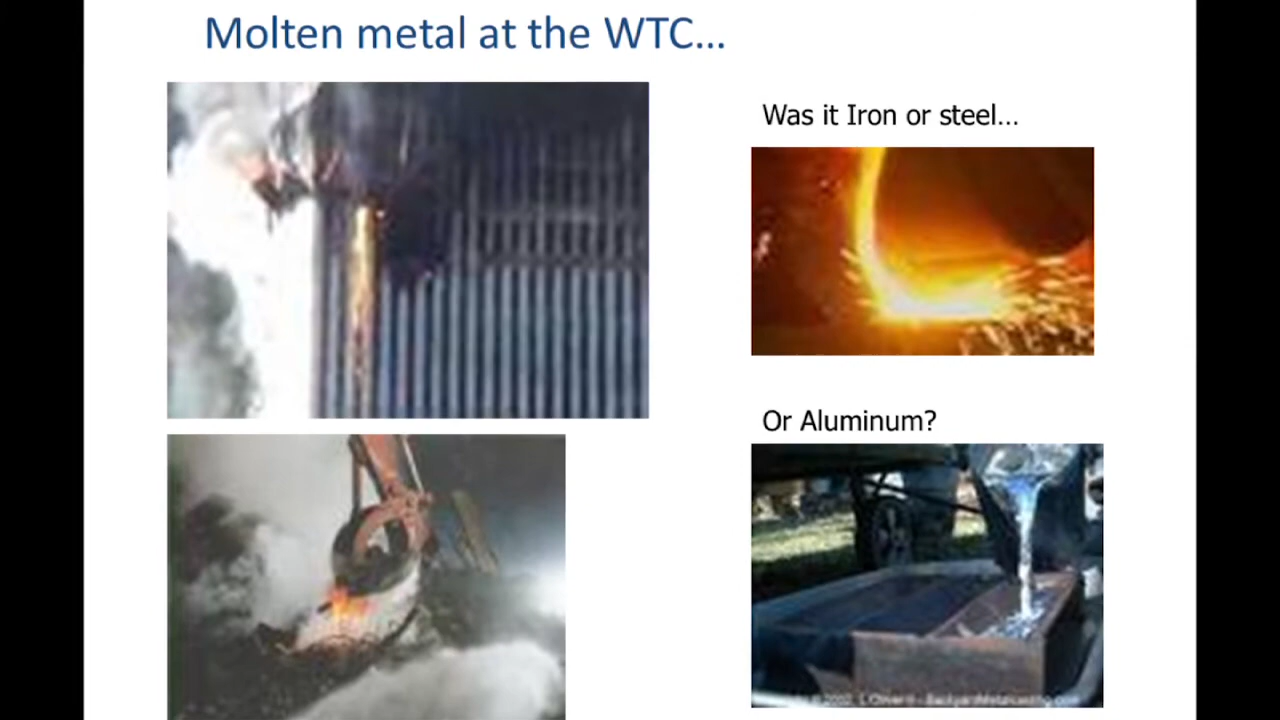 Molten metal at the WTC...
Was it Iron or steel...
Or Aluminum?